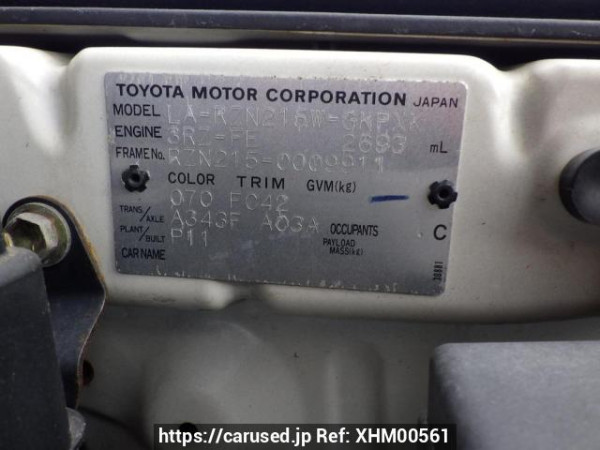 TOYOTA MOTOR CORPORATION JAPAN
MODEL LA-RZN215W-GKPYK
ENGINE 3RZ-FE 2693 mL
FRAME No. RZN215-0009911
COLOR TRIM GVM(kg)
070 FC42
TRANS/AXLE A343F A03A OCCUPANTS C
PLANT/BUILT P11 PAYLOAD MASS(kg)
CAR NAME
https://carused.jp Ref: XHM00561